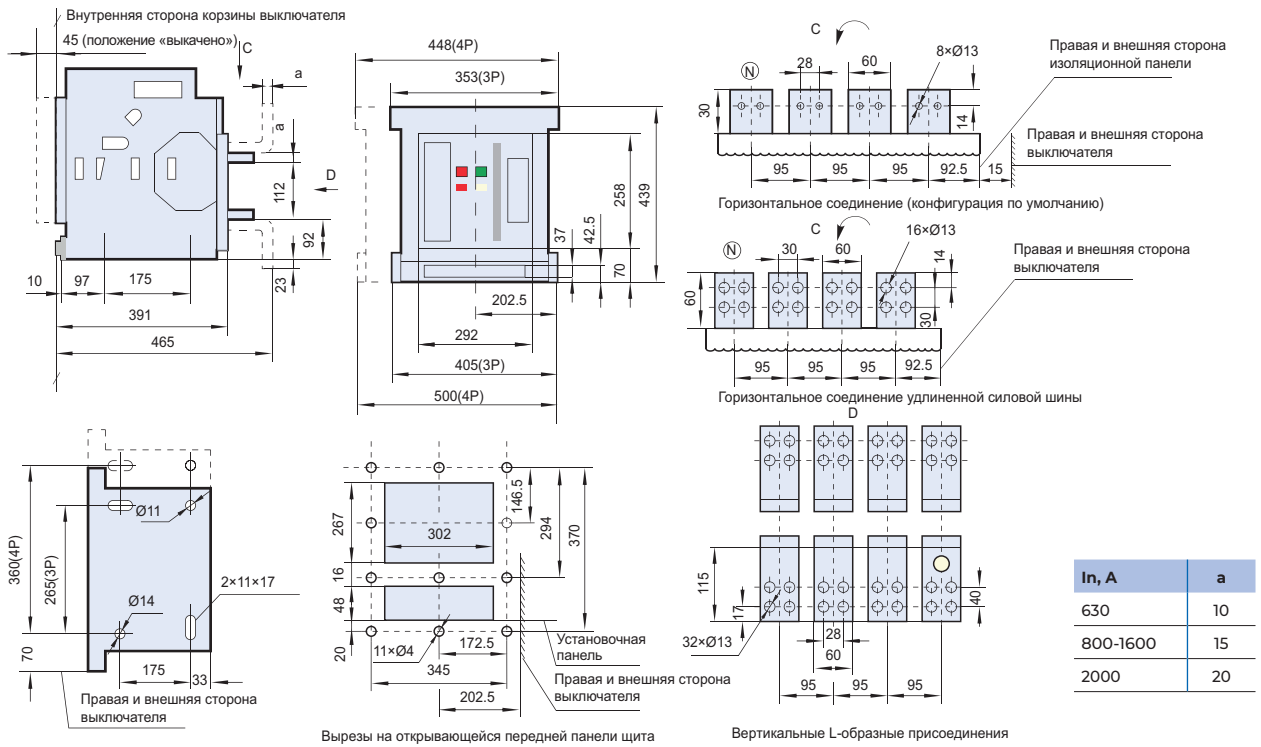 Внутренняя сторона корзины выключателя
45 (положение «выкачено»)
C
a
a
112
D
92
23
10
97
175
391
465
448(4P)
353(3P)
258
439
37
42.5
70
202.5
292
405(3P)
500(4P)
C
N
28
60
8×Ø13
30
14
95
95
95
92.5
15
Правая и внешняя сторона
изоляционной панели
Правая и внешняя сторона
выключателя
Горизонтальное соединение (конфигурация по умолчанию)
C
N
30
60
16×Ø13
14
60
30
95
95
95
92.5
Правая и внешняя сторона
выключателя
Горизонтальное соединение удлиненной силовой шины
D
115
17
40
32×Ø13
28
60
95
95
95
Вертикальные L-образные присоединения
360(4P)
265(3P)
Ø11
2×11×17
Ø14
70
175
33
Правая и внешняя сторона
выключателя
267
302
146.5
294
370
16
48
20
11×Ø4
172.5
345
202.5
Установочная
панель
Правая и внешняя сторона
выключателя
Вырезы на открывающейся передней панели щита
In, A a
630 10
800-1600 15
2000 20